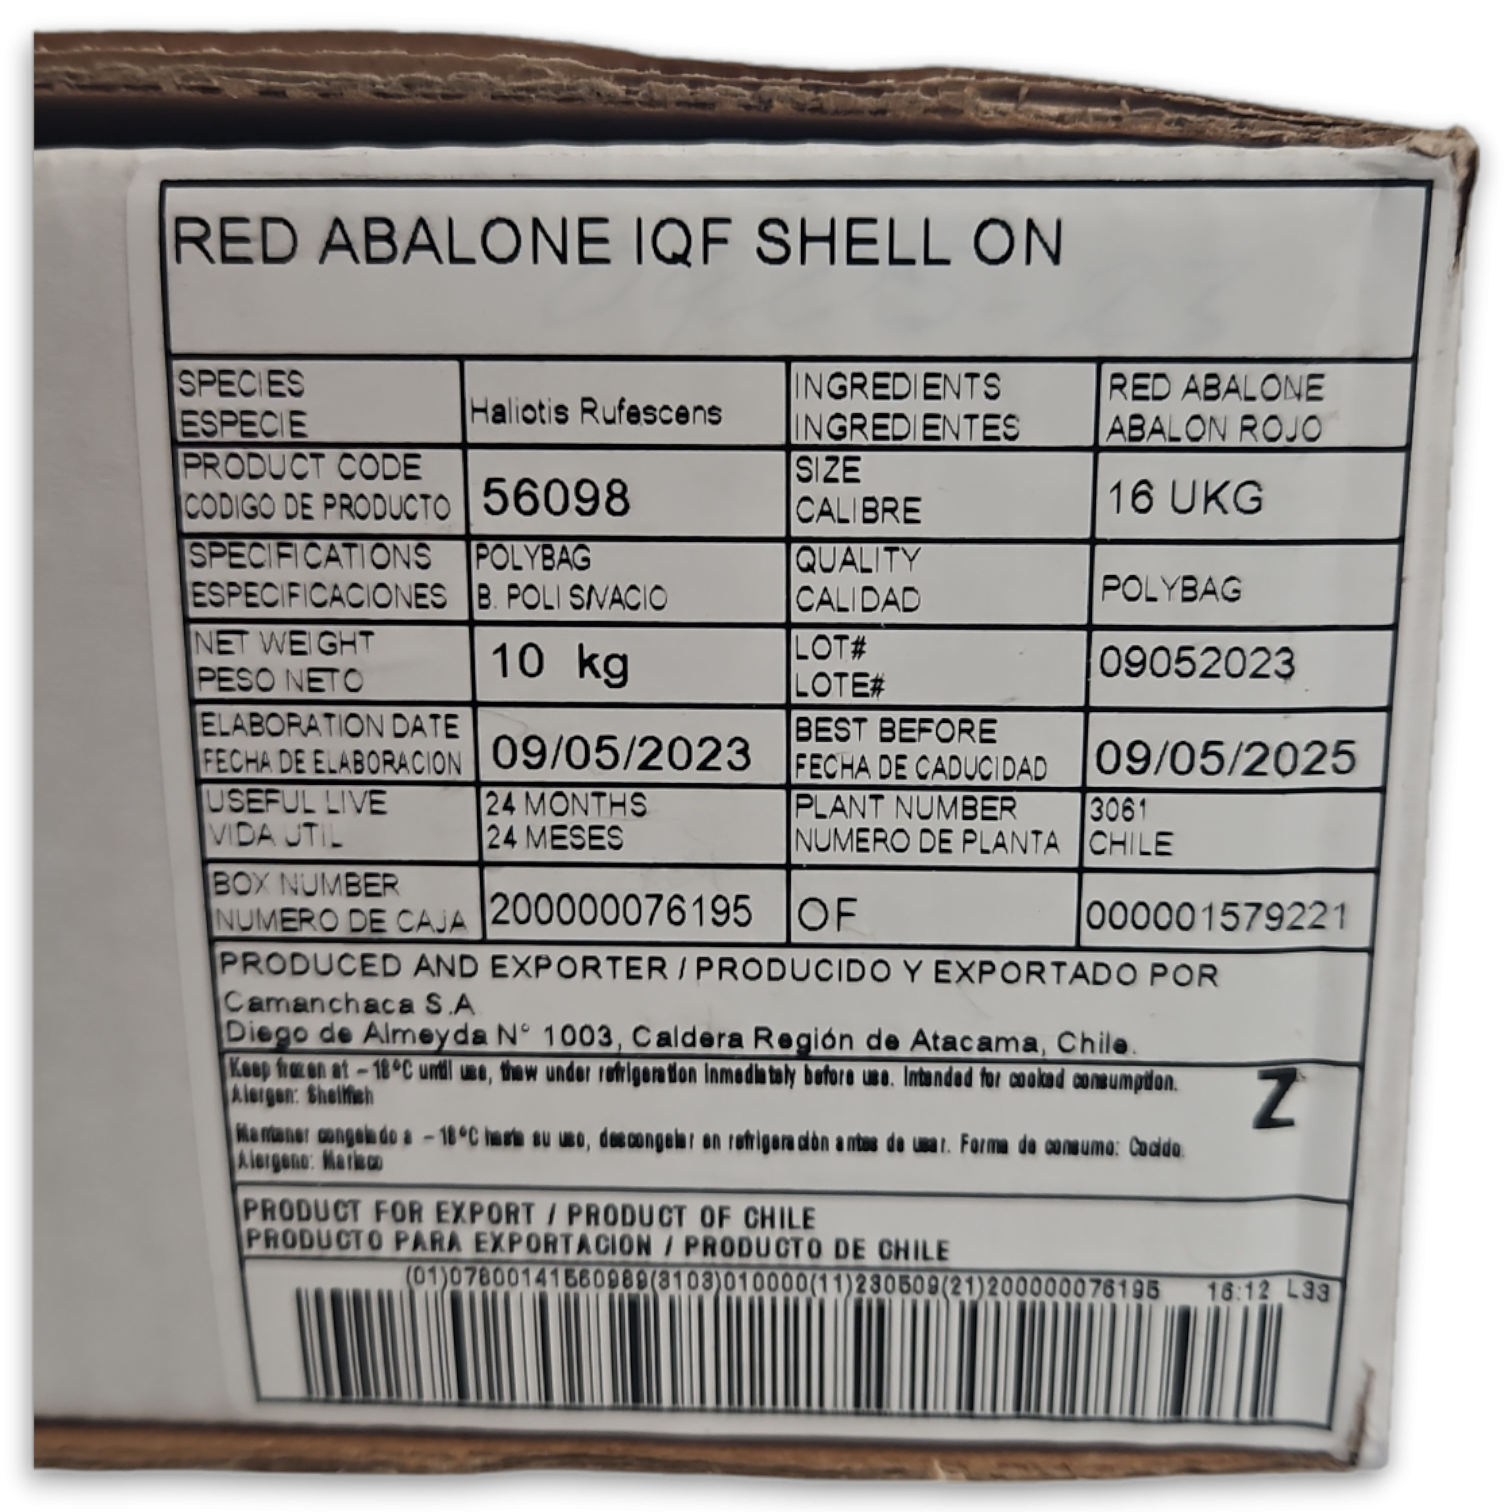 RED ABALONE IQF SHELL ON
SPECIES
ESPECIE
Haliotis Rufescens
INGREDIENTS
INGREDIENTES
RED ABALONE
ABALON ROJO
PRODUCT CODE
CODIGO DE PRODUCTO
56098
SIZE
CALIBRE
16 UKG
SPECIFICATIONS
ESPECIFICACIONES
POLYBAG
B. POLI S/VACIO
QUALITY
CALIDAD
POLYBAG
NET WEIGHT
PESO NETO
10 kg
LOT#
LOTE#
09052023
ELABORATION DATE
FECHA DE ELABORACION
09/05/2023
BEST BEFORE
FECHA DE CADUCIDAD
09/05/2025
USEFUL LIVE
VIDA UTIL
24 MONTHS
24 MESES
PLANT NUMBER
NUMERO DE PLANTA
3061
CHILE
BOX NUMBER
NUMERO DE CAJA
200000076195
OF
000001579221
PRODUCED AND EXPORTER / PRODUCIDO Y EXPORTADO POR
Camanchaca S.A
Diego de Almeyda N° 1003, Caldera Región de Atacama, Chile.
Keep frozen at -18°C until use, thaw under refrigeration inmediately before use. Intended for cooked consumption.
Alergen: Shellfish
Z
Mantener congelado a -18°C hasta su uso, descongelar en refrigeración antes de usar. Forma de consumo: Cocido.
Alergeno: Marisco
PRODUCT FOR EXPORT / PRODUCT OF CHILE
PRODUCTO PARA EXPORTACION / PRODUCTO DE CHILE
(01)07800141560989(3103)010000(11)230509(21)200000076195 16:12 L33